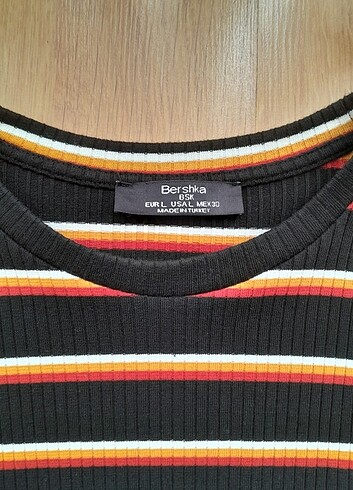 Bershka
BSK
EUR L USA L MEX 30
MADE IN TURKEY